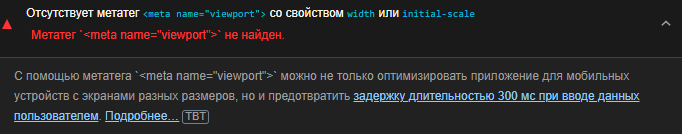 Отсутствует метатег <meta name="viewport"> со свойством width или initial-scale
Метатег `<meta name="viewport">` не найден.
С помощью метатега `<meta name="viewport">` можно не только оптимизировать приложение для мобильных
устройств с экранами разных размеров, но и предотвратить задержку длительностью 300 мс при вводе данных
пользователем. Подробнее... TBT